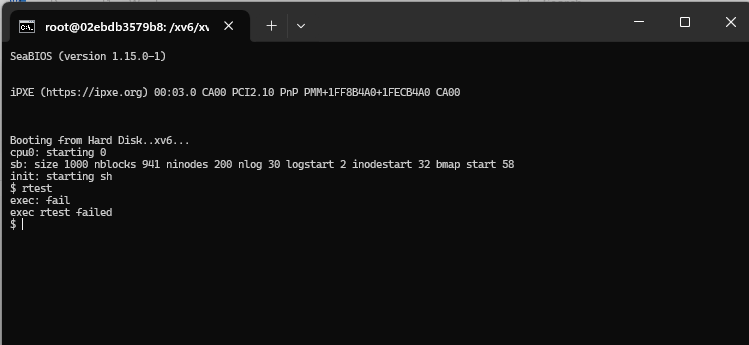 root@02ebdb3579b8: /xv6/xv
SeaBIOS (version 1.15.0-1)
iPXE (https://ipxe.org) 00:03.0 CA00 PCI2.10 PnP PMM+1FF8B4A0+1FECB4A0 CA00
Booting from Hard Disk..xv6...
cpu0: starting 0
sb: size 1000 nblocks 941 ninodes 200 nlog 30 logstart 2 inodestart 32 bmap start 58
init: starting sh
$ rtest
exec: fail
exec rtest failed
$